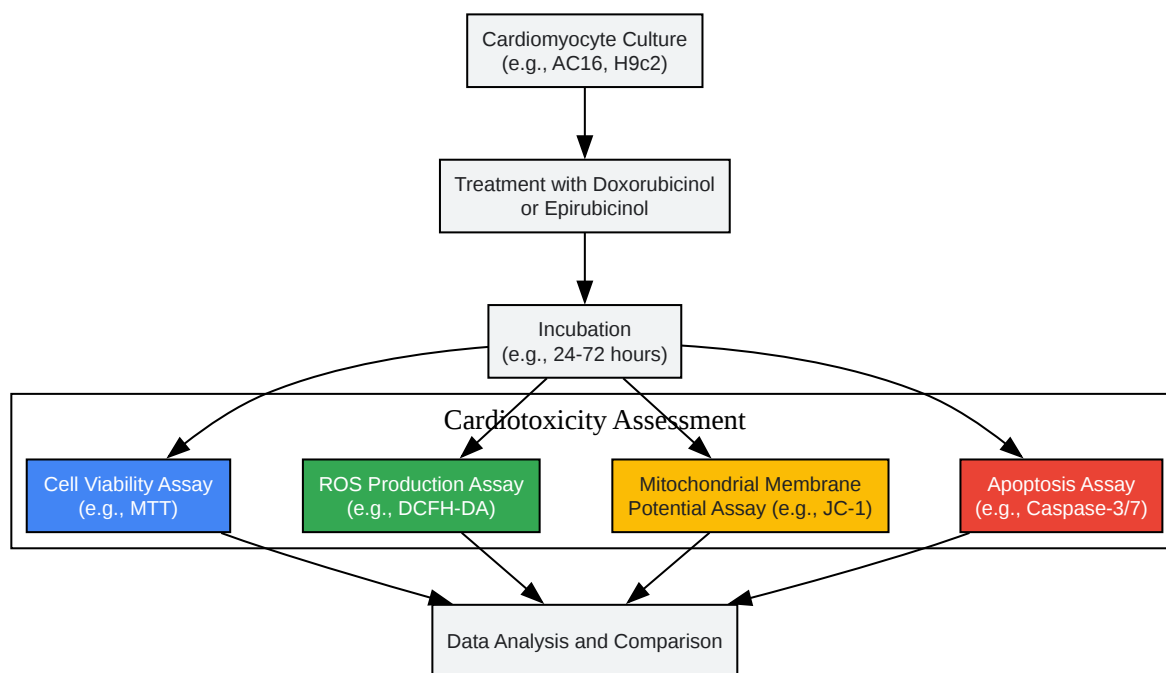 Cardiomyocyte Culture
(e.g., AC16, H9c2)
Treatment with Doxorubicinol
or Epirubicinol
Incubation
(e.g., 24-72 hours)
Cardiotoxicity Assessment
Cell Viability Assay
(e.g., MTT)
ROS Production Assay
(e.g., DCFH-DA)
Mitochondrial Membrane
Potential Assay (e.g., JC-1)
Apoptosis Assay
(e.g., Caspase-3/7)
Data Analysis and Comparison